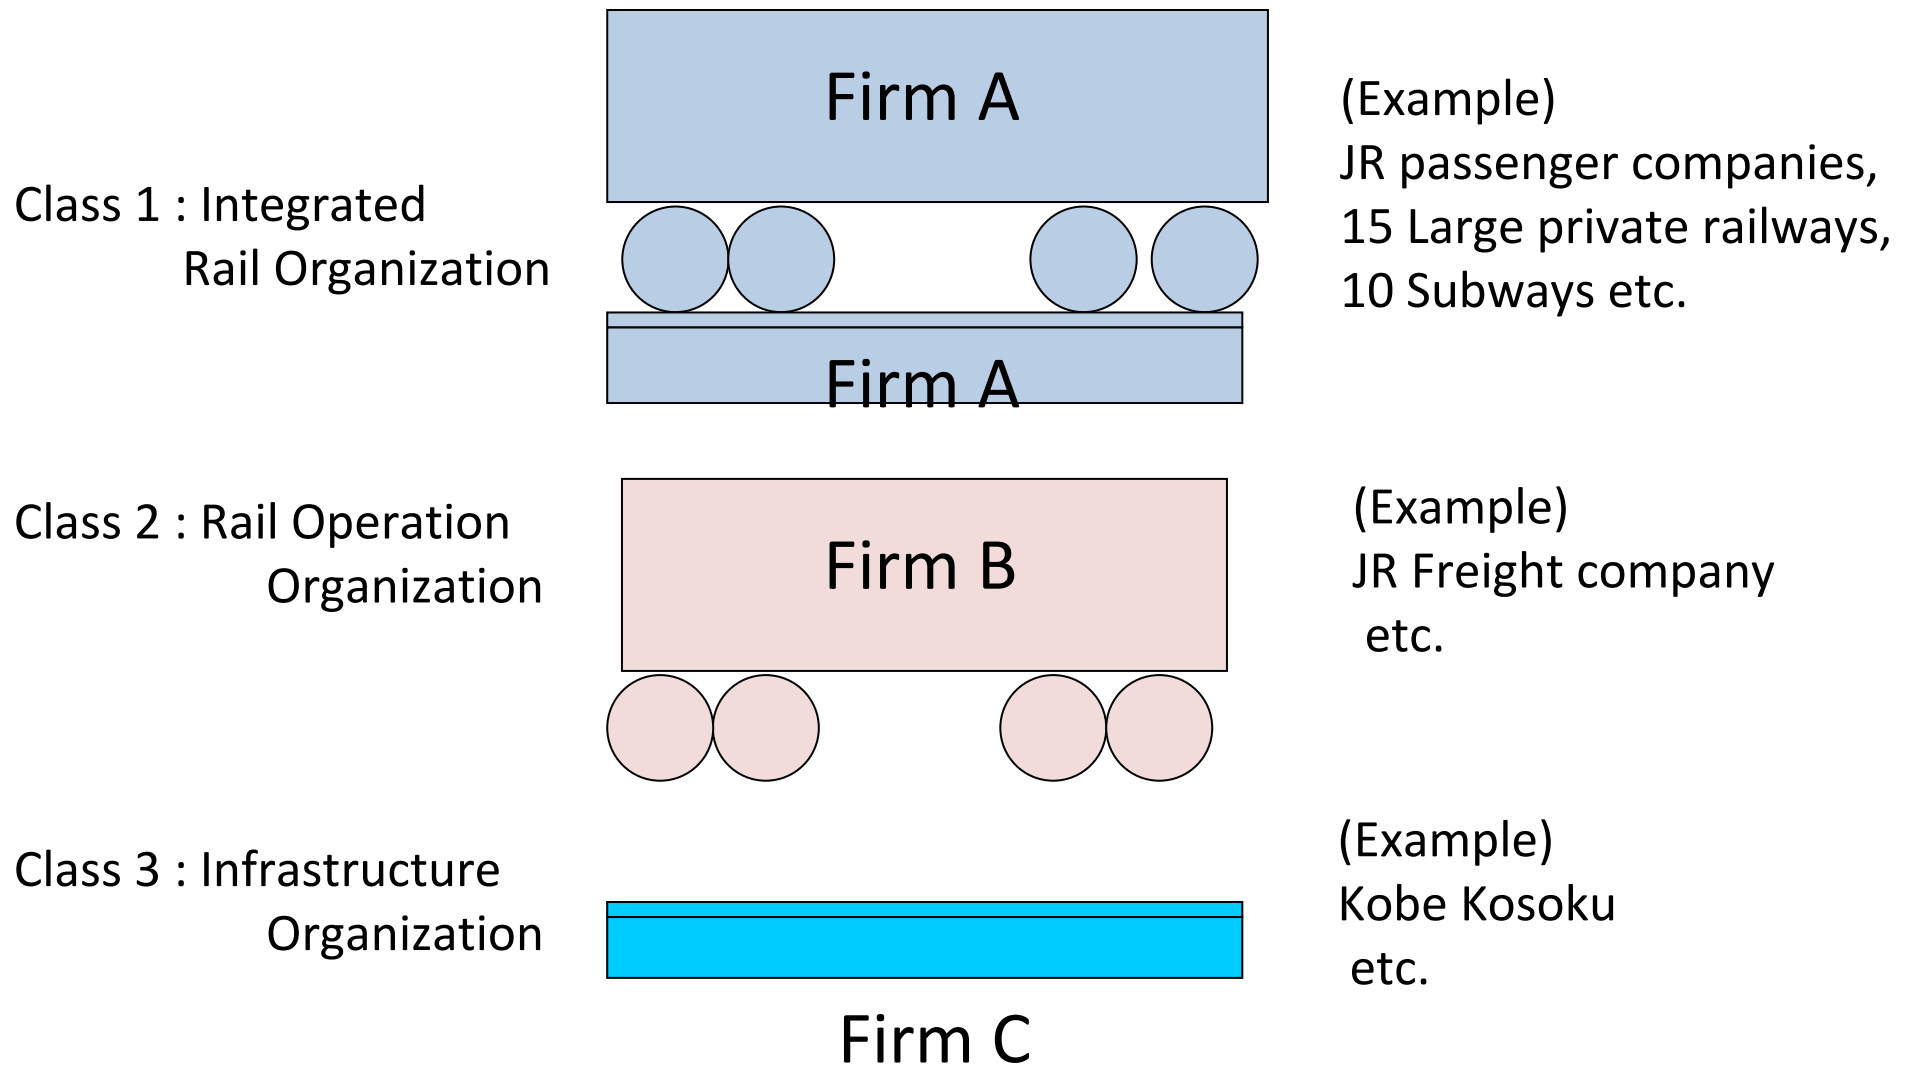 Firm A
(Example)
JR passenger companies,
15 Large private railways,
10 Subways etc.
Class 1 : Integrated
Rail Organization
Firm A
Class 2 : Rail Operation
Organization
Firm B
(Example)
JR Freight company
etc.
Class 3 : Infrastructure
Organization
(Example)
Kobe Kosoku
etc.
Firm C